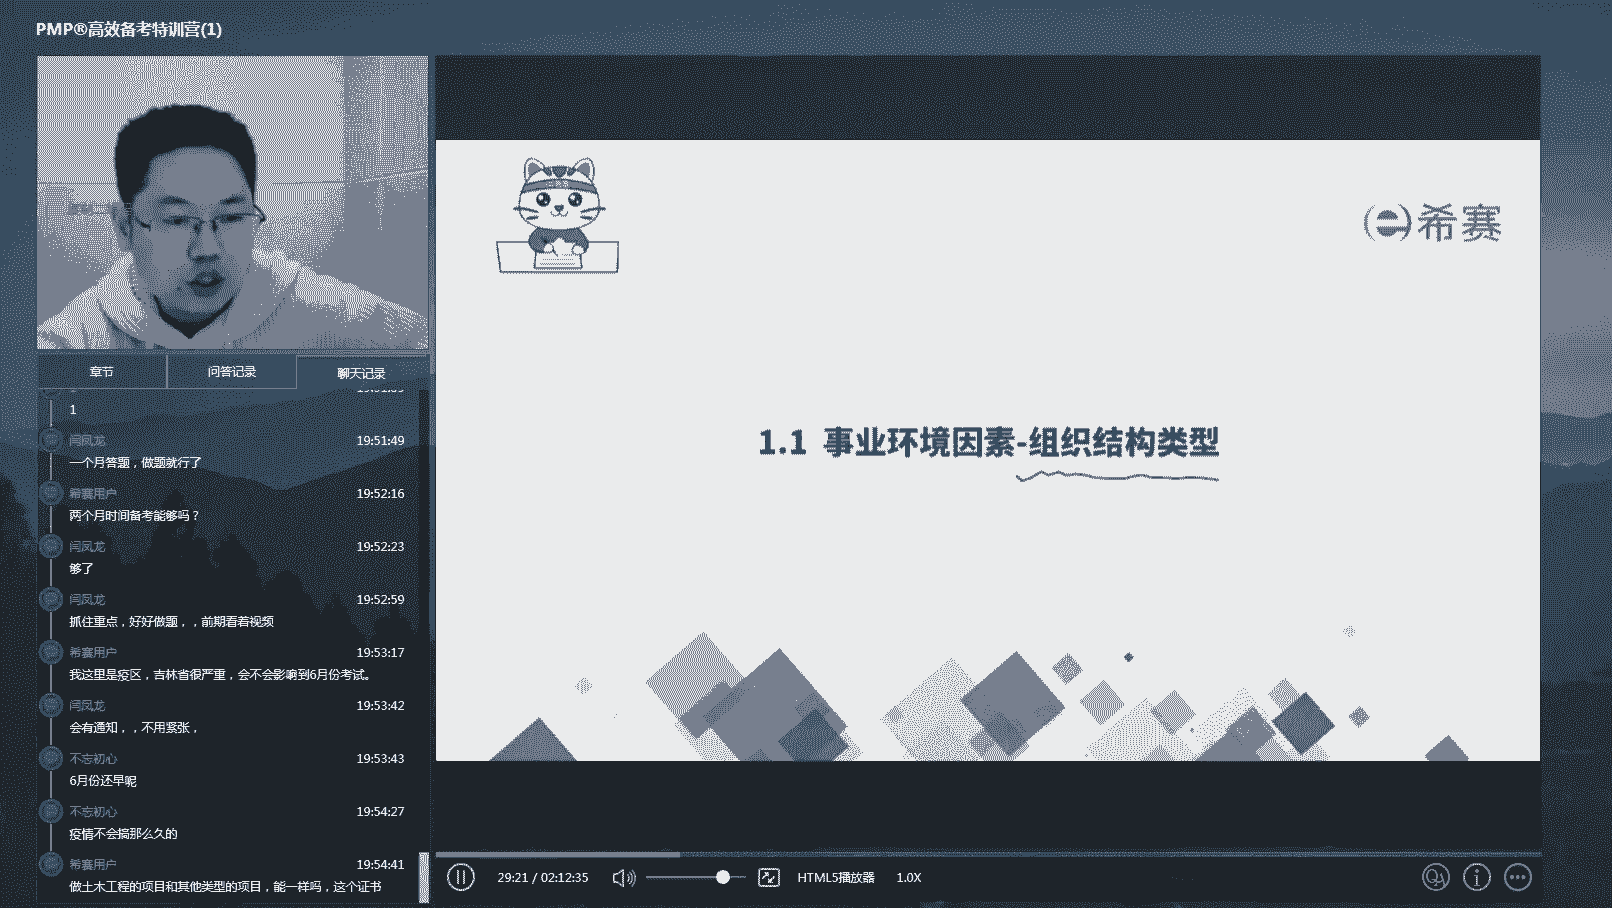 PMP®高效备考特训营(1)
希赛
1.1 事业环境因素-组织结构类型
章节
问答记录
聊天记录
1
闫凤龙
19:51:49
一个月答题，做题就行了
希赛用户
19:52:16
两个月时间备考能够吗？
闫凤龙
19:52:23
够了
闫凤龙
19:52:59
抓住重点，好好做题，，前期看着视频
希赛用户
19:53:17
我这里是疫区，吉林省很严重，会不会影响到6月份考试。
闫凤龙
19:53:42
会有通知，，不用紧张，
不忘初心
19:53:43
6月份还早呢
不忘初心
19:54:27
疫情不会搞那么久的
希赛用户
19:54:41
做土木工程的项目和其他类型的项目，能一样吗，这个证书
29:21 / 02:12:35
HTML5播放器
1.0X